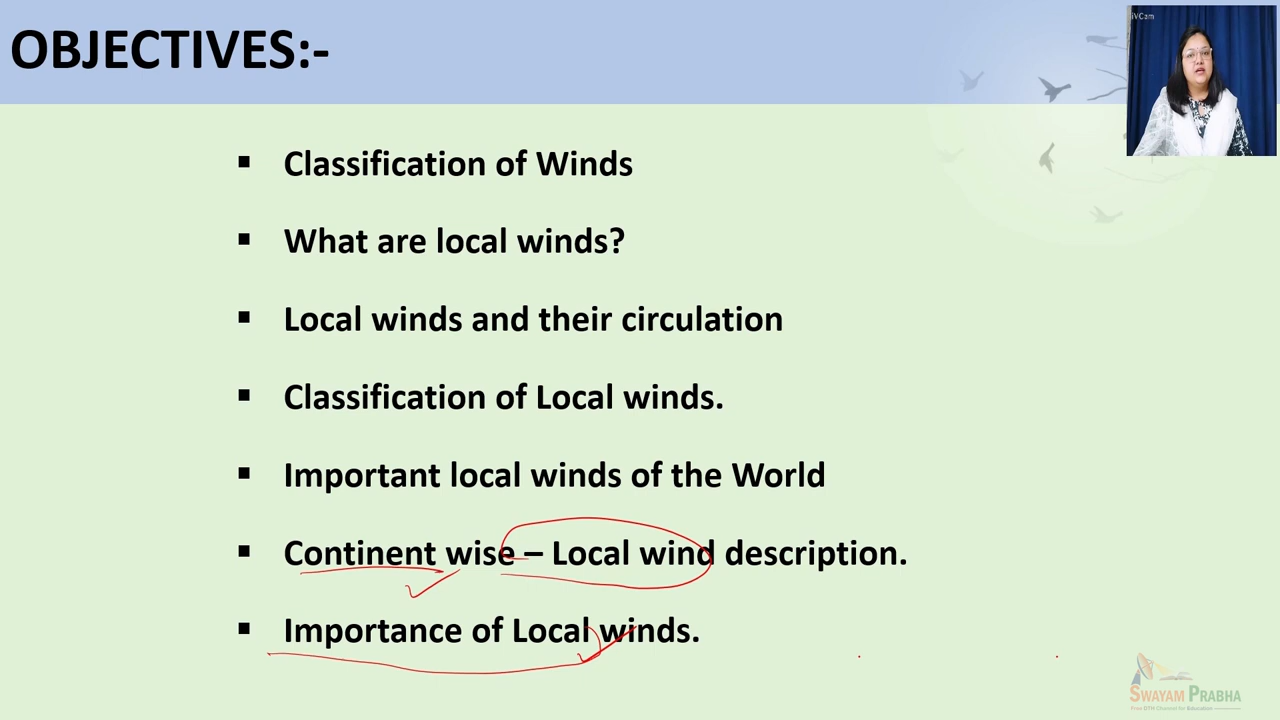 OBJECTIVES:-
iVCam
▪ Classification of Winds
▪ What are local winds?
▪ Local winds and their circulation
▪ Classification of Local winds.
▪ Important local winds of the World
▪ Continent wise – Local wind description.
▪ Importance of Local winds.
SWAYAM PRABHA
Free DTH Channel for Education